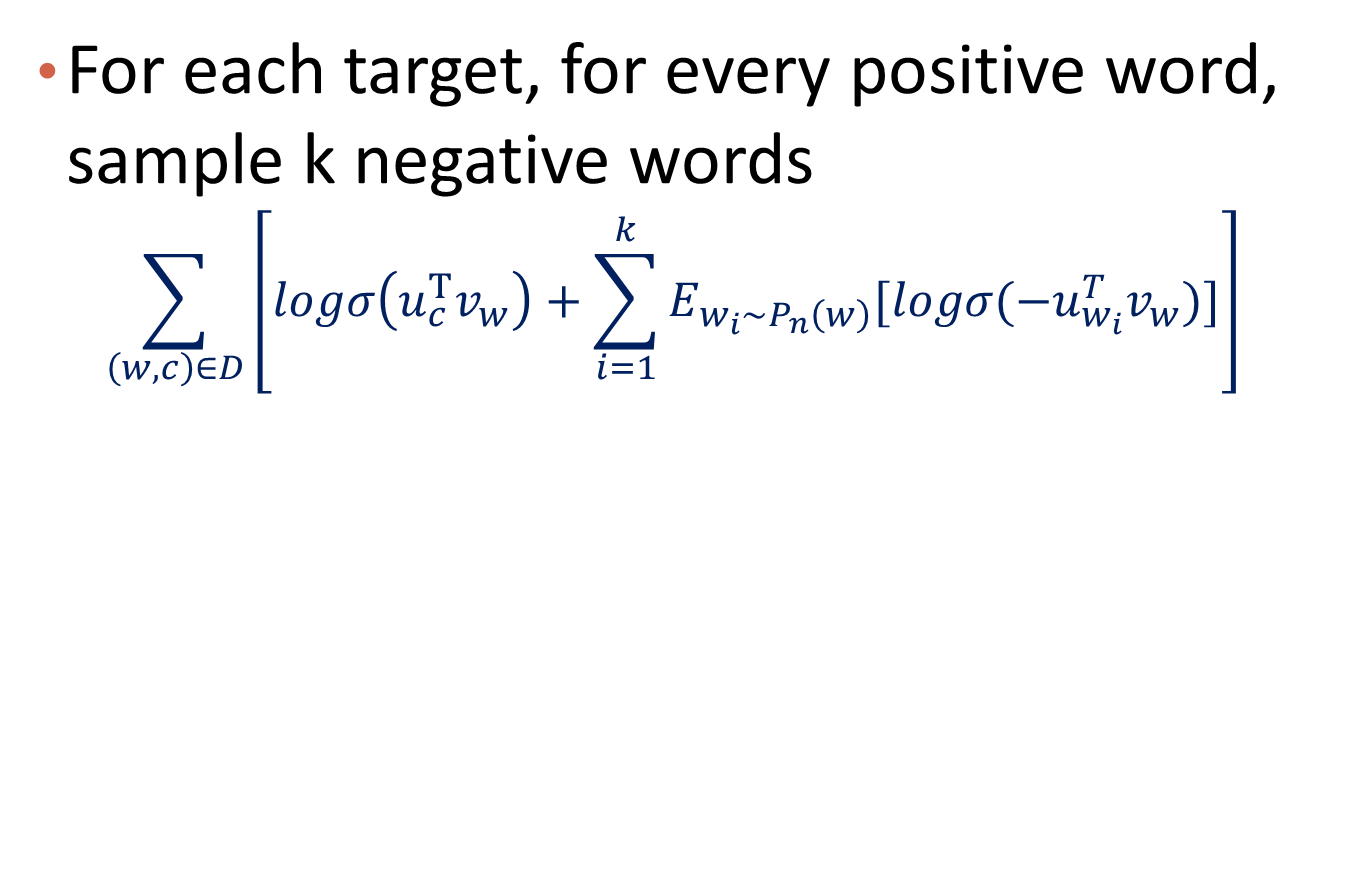 • For each target, for every positive word,
sample k negative words
∑_{(w,c)∈D} [logσ(u_c^T v_w) + ∑_{i=1}^{k} E_{w_i∼P_n(w)}[logσ(−u_{w_i}^T v_w)]]